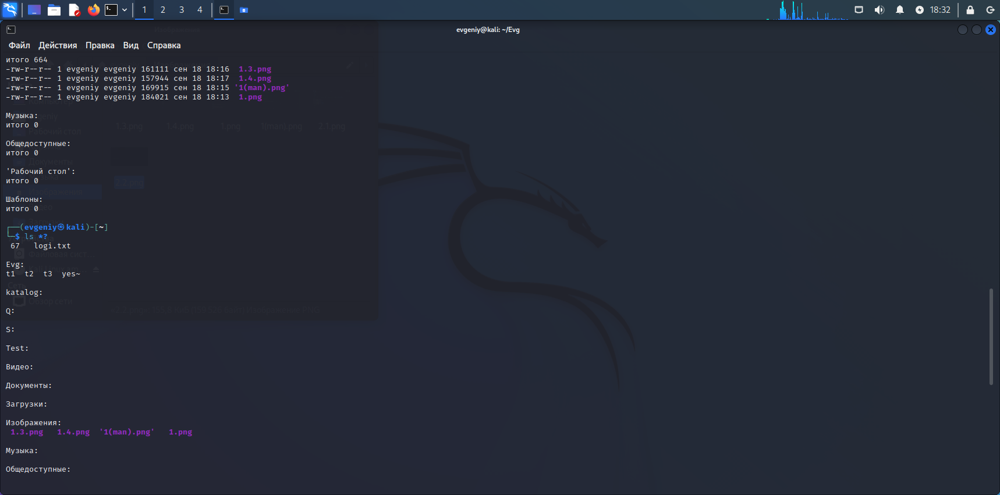 1 2 3 4 18:32
evgeniy@kali: ~/Evg
Файл Действия Правка Вид Справка
итого 664
-rw-r--r-- 1 evgeniy evgeniy 161111 сен 18 18:16 1.3.png
-rw-r--r-- 1 evgeniy evgeniy 157944 сен 18 18:17 1.4.png
-rw-r--r-- 1 evgeniy evgeniy 169915 сен 18 18:15 '1(man).png'
-rw-r--r-- 1 evgeniy evgeniy 184021 сен 18 18:13 1.png
Музыка:
итого 0
Общедоступные:
итого 0
'Рабочий стол':
итого 0
Шаблоны:
итого 0
┌──(evgeniy㉿kali)-[~]
└─$ ls *?
67 logi.txt
Evg:
t1 t2 t3 yes~
katalog:
Q:
S:
Test:
Видео:
Документы:
Загрузки:
Изображения:
1.3.png 1.4.png '1(man).png' 1.png
Музыка:
Общедоступные: